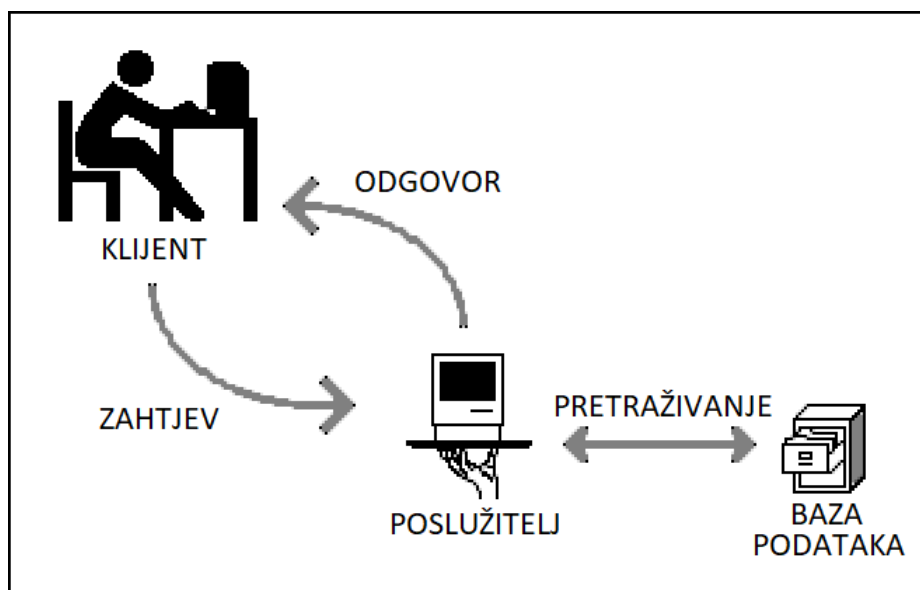 ODGOVOR
KLIJENT
ZAHTJEV
PRETRAŽIVANJE
POSLUŽITELJ
BAZA
PODATAKA